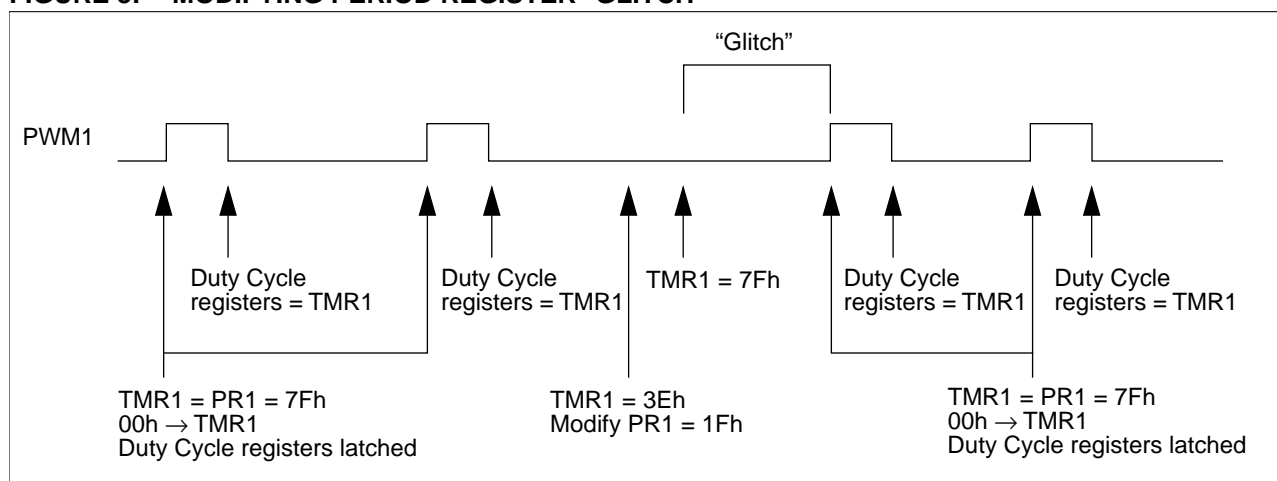 "Glitch"
PWM1
Duty Cycle
registers = TMR1
Duty Cycle
registers = TMR1
TMR1 = 7Fh
Duty Cycle
registers = TMR1
Duty Cycle
registers = TMR1
TMR1 = PR1 = 7Fh
00h → TMR1
Duty Cycle registers latched
TMR1 = 3Eh
Modify PR1 = 1Fh
TMR1 = PR1 = 7Fh
00h → TMR1
Duty Cycle registers latched